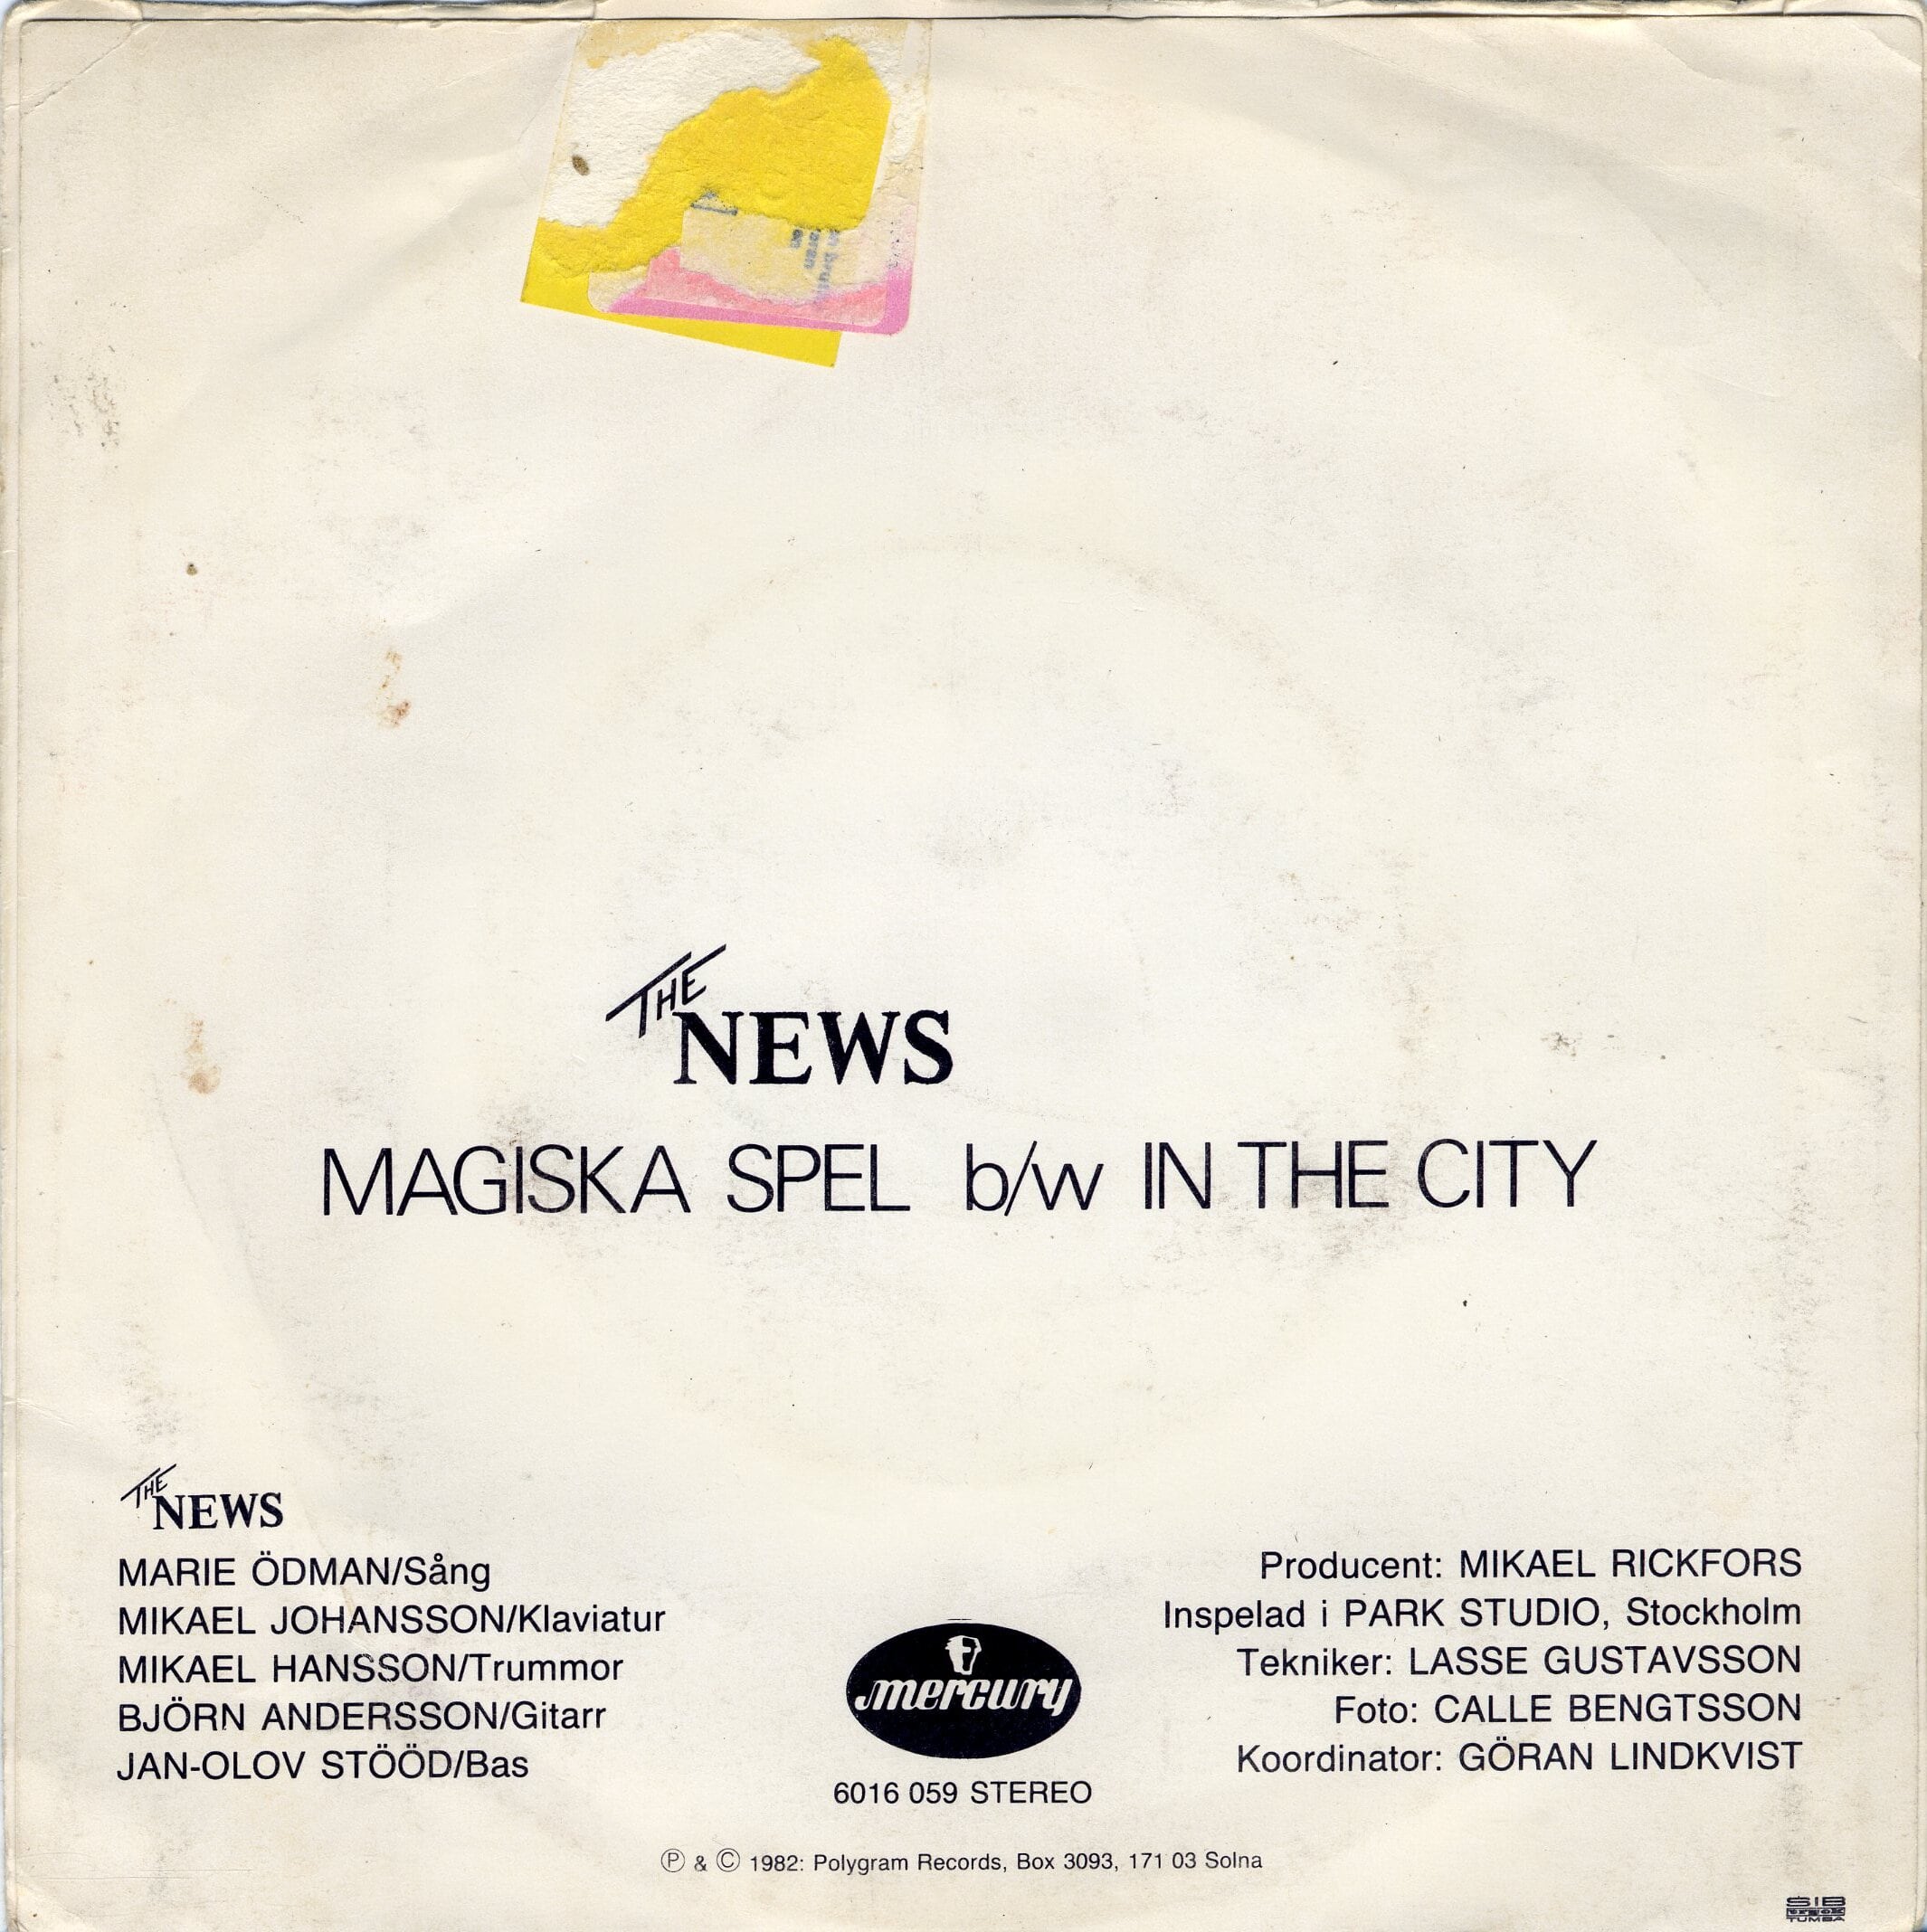 THE
NEWS
MAGISKA SPEL b/w IN THE CITY
THE
NEWS
MARIE ÖDMAN/Sång
MIKAEL JOHANSSON/Klaviatur
MIKAEL HANSSON/Trummor
BJÖRN ANDERSSON/Gitarr
JAN-OLOV STÖÖD/Bas
mercury
6016 059 STEREO
Producent: MIKAEL RICKFORS
Inspelad i PARK STUDIO, Stockholm
Tekniker: LASSE GUSTAVSSON
Foto: CALLE BENGTSSON
Koordinator: GÖRAN LINDKVIST
Ⓟ & Ⓒ 1982: Polygram Records, Box 3093, 171 03 Solna
SIB
TUMBA